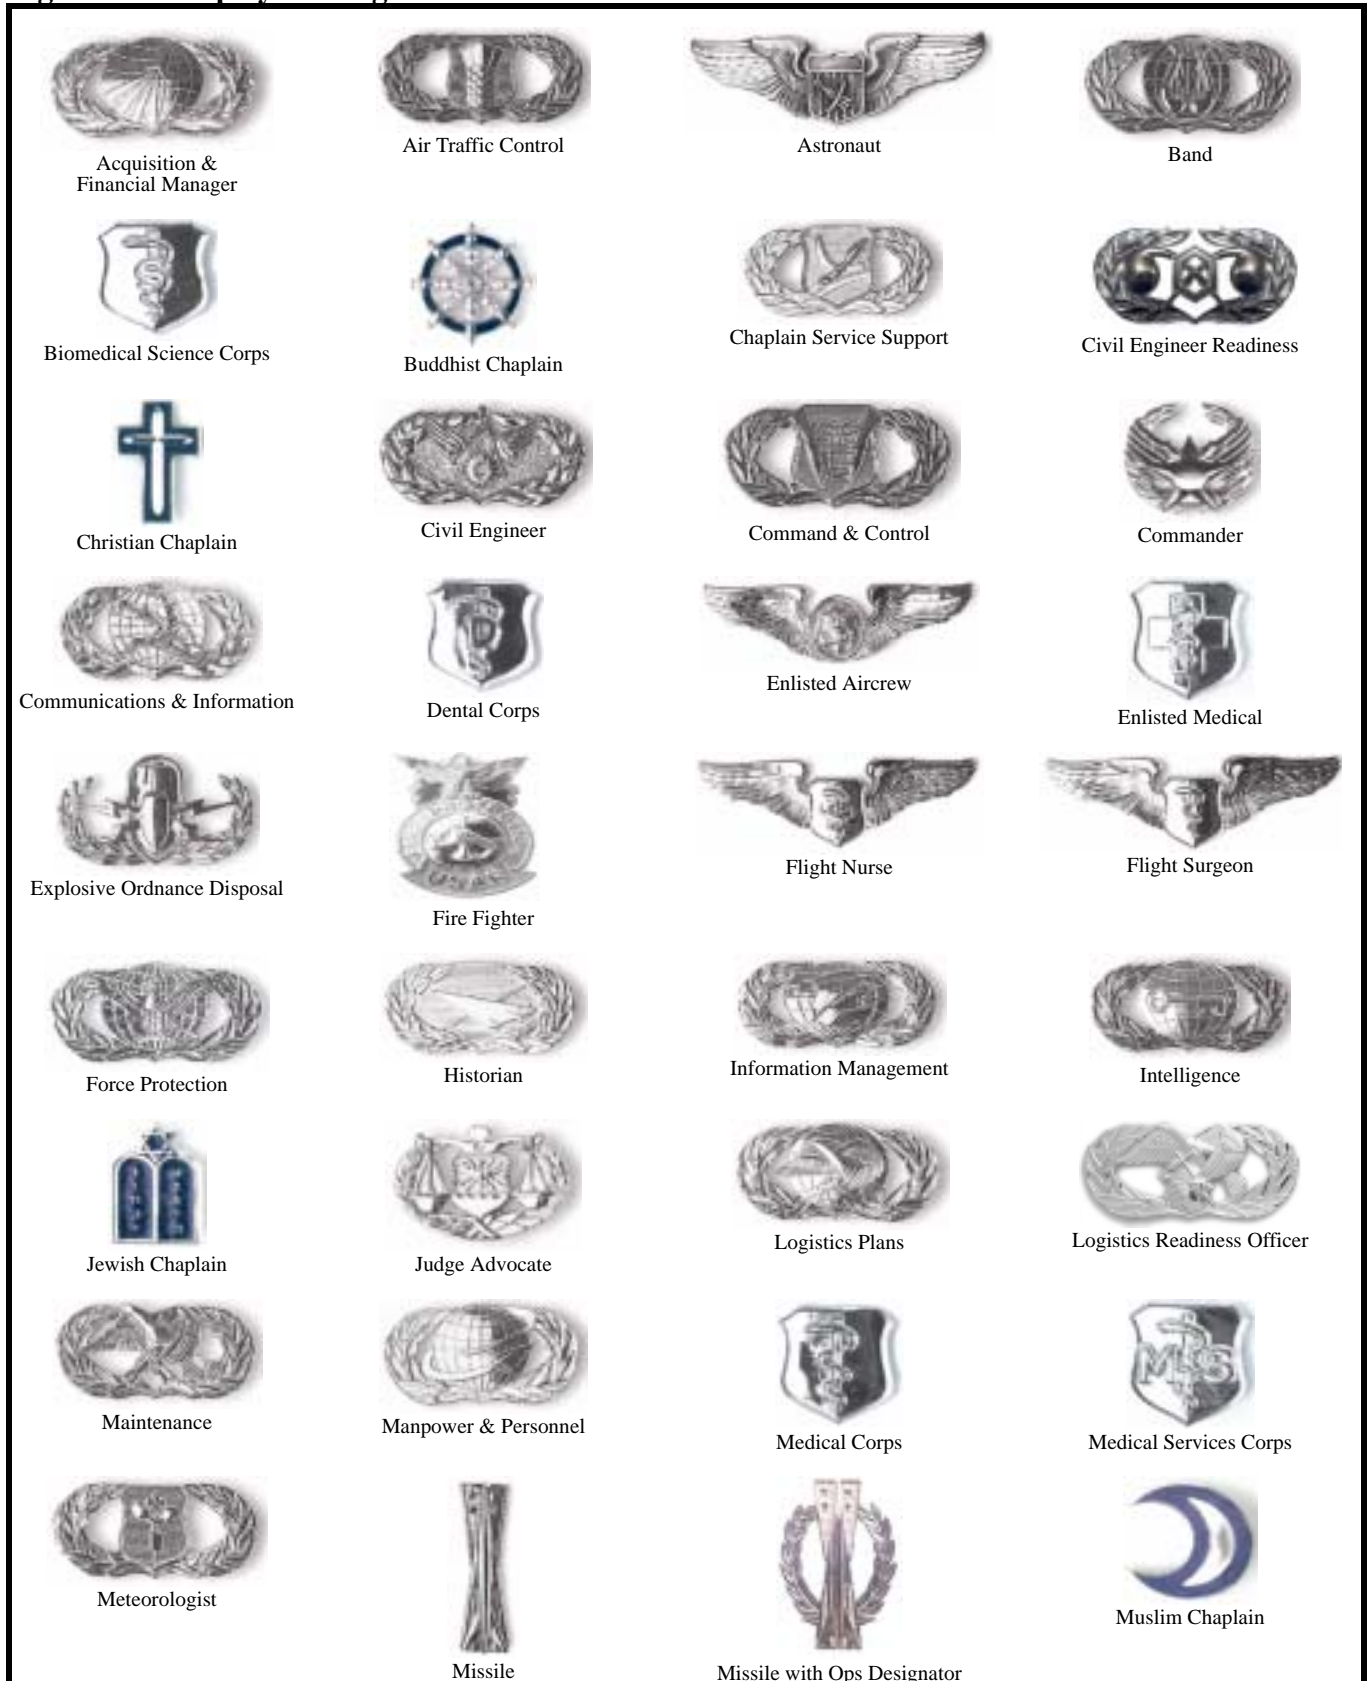 Acquisition &
Financial Manager
Air Traffic Control
Astronaut
Band
Biomedical Science Corps
Buddhist Chaplain
Chaplain Service Support
Civil Engineer Readiness
Christian Chaplain
Civil Engineer
Command & Control
Commander
Communications & Information
Dental Corps
Enlisted Aircrew
Enlisted Medical
Explosive Ordnance Disposal
Fire Fighter
Flight Nurse
Flight Surgeon
Force Protection
Historian
Information Management
Intelligence
Jewish Chaplain
Judge Advocate
Logistics Plans
Logistics Readiness Officer
Maintenance
Manpower & Personnel
Medical Corps
MS
Medical Services Corps
Meteorologist
Missile
Missile with Ops Designator
Muslim Chaplain